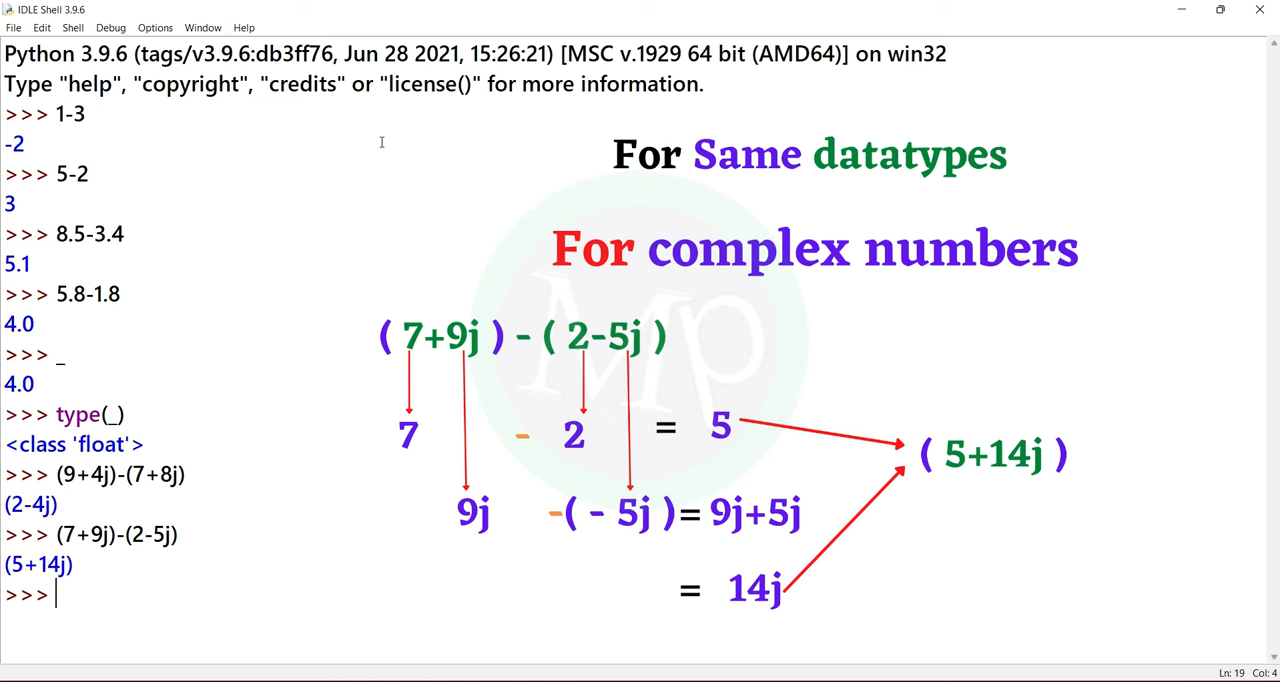 IDLE Shell 3.9.6
File Edit Shell Debug Options Window Help
Python 3.9.6 (tags/v3.9.6:db3ff76, Jun 28 2021, 15:26:21) [MSC v.1929 64 bit (AMD64)] on win32
Type "help", "copyright", "credits" or "license()" for more information.
>>> 1-3
-2
>>> 5-2
3
>>> 8.5-3.4
5.1
>>> 5.8-1.8
4.0
>>> _
4.0
>>> type(_)
<class 'float'>
>>> (9+4j)-(7+8j)
(2-4j)
>>> (7+9j)-(2-5j)
(5+14j)
>>>
For Same datatypes
For complex numbers
( 7+9j ) - ( 2-5j )
7 - 2 = 5
( 5+14j )
9j -( - 5j ) = 9j+5j
= 14j
Mp
Ln: 19 Col: 4